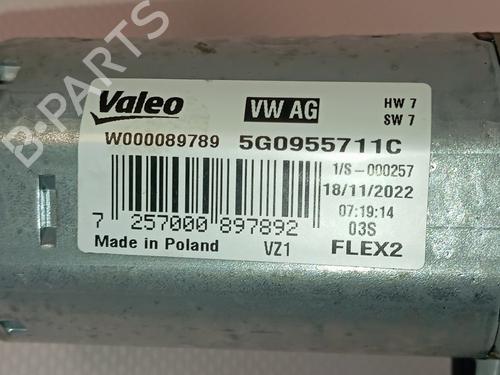 Valeo VW AG HW 7
SW 7
W000089789 5G0955711C
1/S-000257
18/11/2022
07:19:14
7 257000 897892 03S
Made in Poland VZ1 FLEX2
B-PARTS